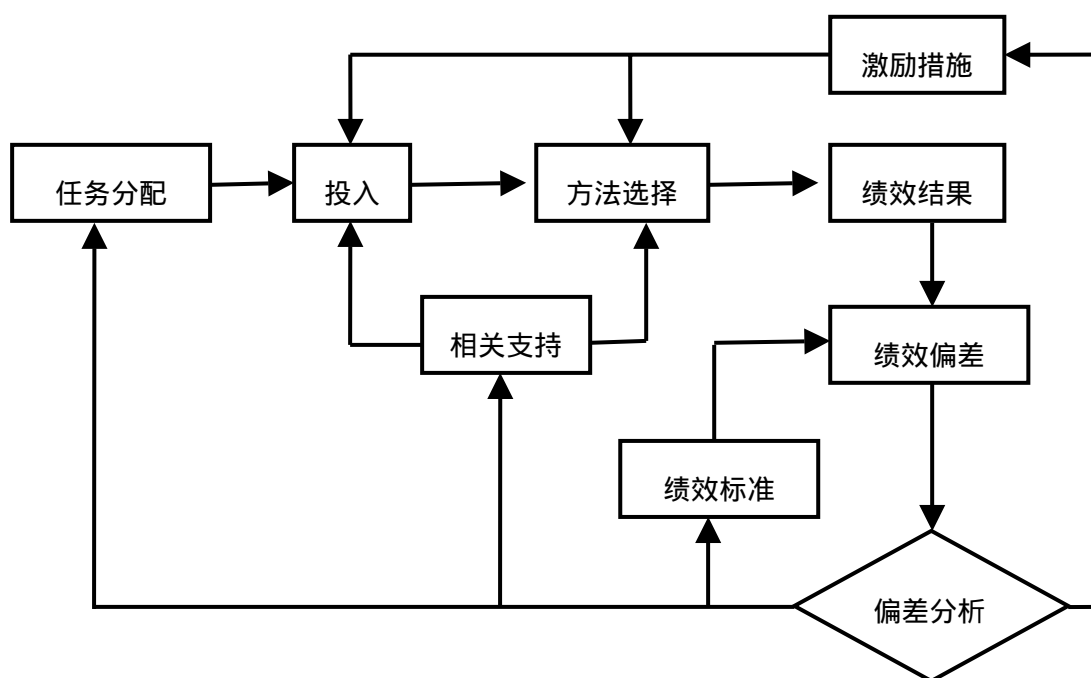 激励措施
任务分配
投入
方法选择
绩效结果
相关支持
绩效偏差
绩效标准
偏差分析